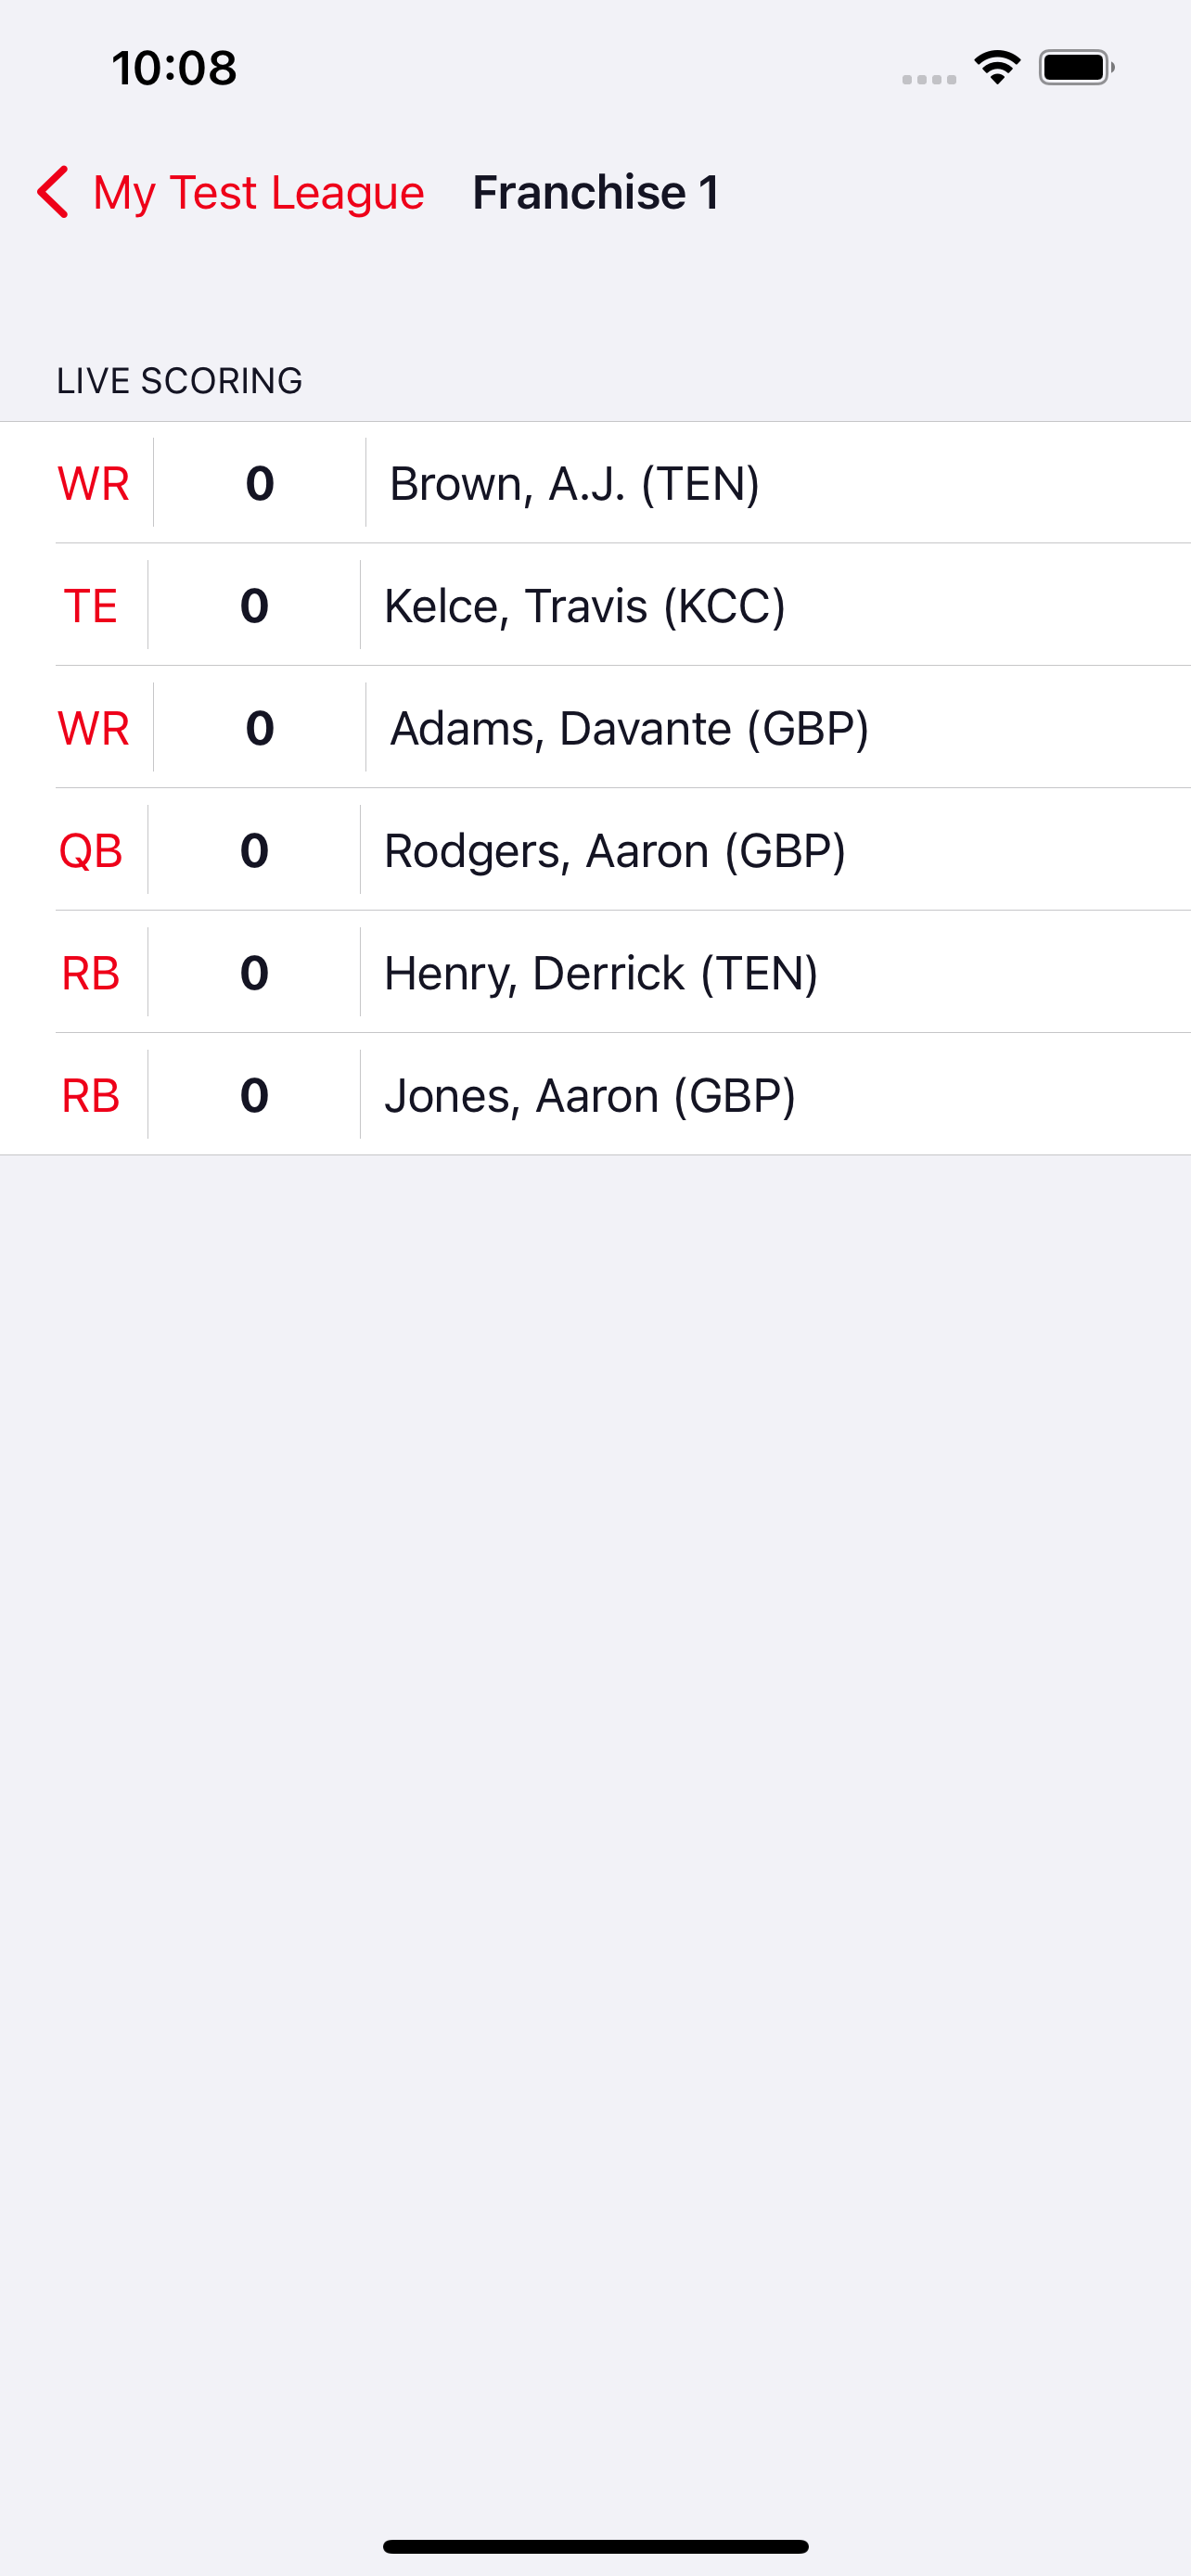 10:08
My Test League Franchise 1
LIVE SCORING
WR 0 Brown, A.J. (TEN)
TE 0 Kelce, Travis (KCC)
WR 0 Adams, Davante (GBP)
QB 0 Rodgers, Aaron (GBP)
RB 0 Henry, Derrick (TEN)
RB 0 Jones, Aaron (GBP)